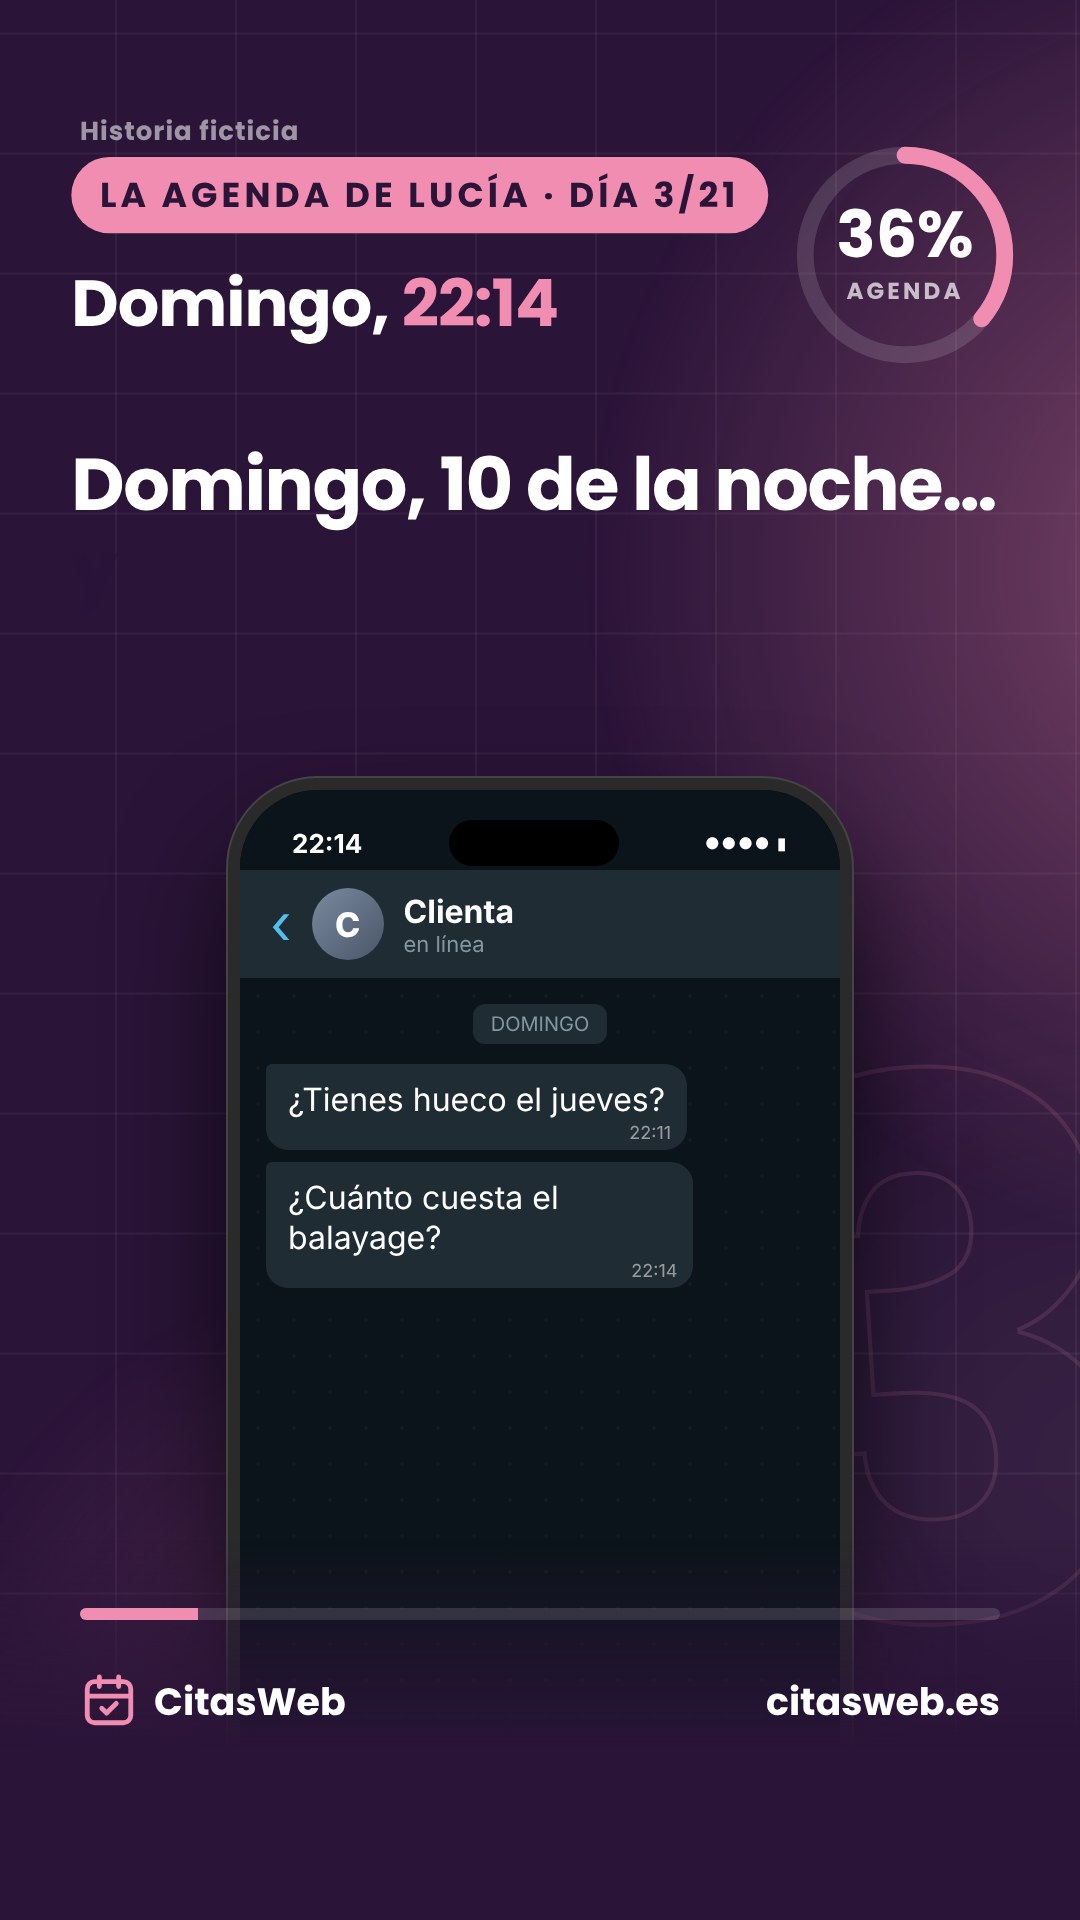 Historia ficticia
LA AGENDA DE LUCÍA · DÍA 3/21
36%
AGENDA
Domingo, 22:14
Domingo, 10 de la noche...
22:14
C
Clienta
en línea
DOMINGO
¿Tienes hueco el jueves?
22:11
¿Cuánto cuesta el
balayage?
22:14
3
CitasWeb
citasweb.es